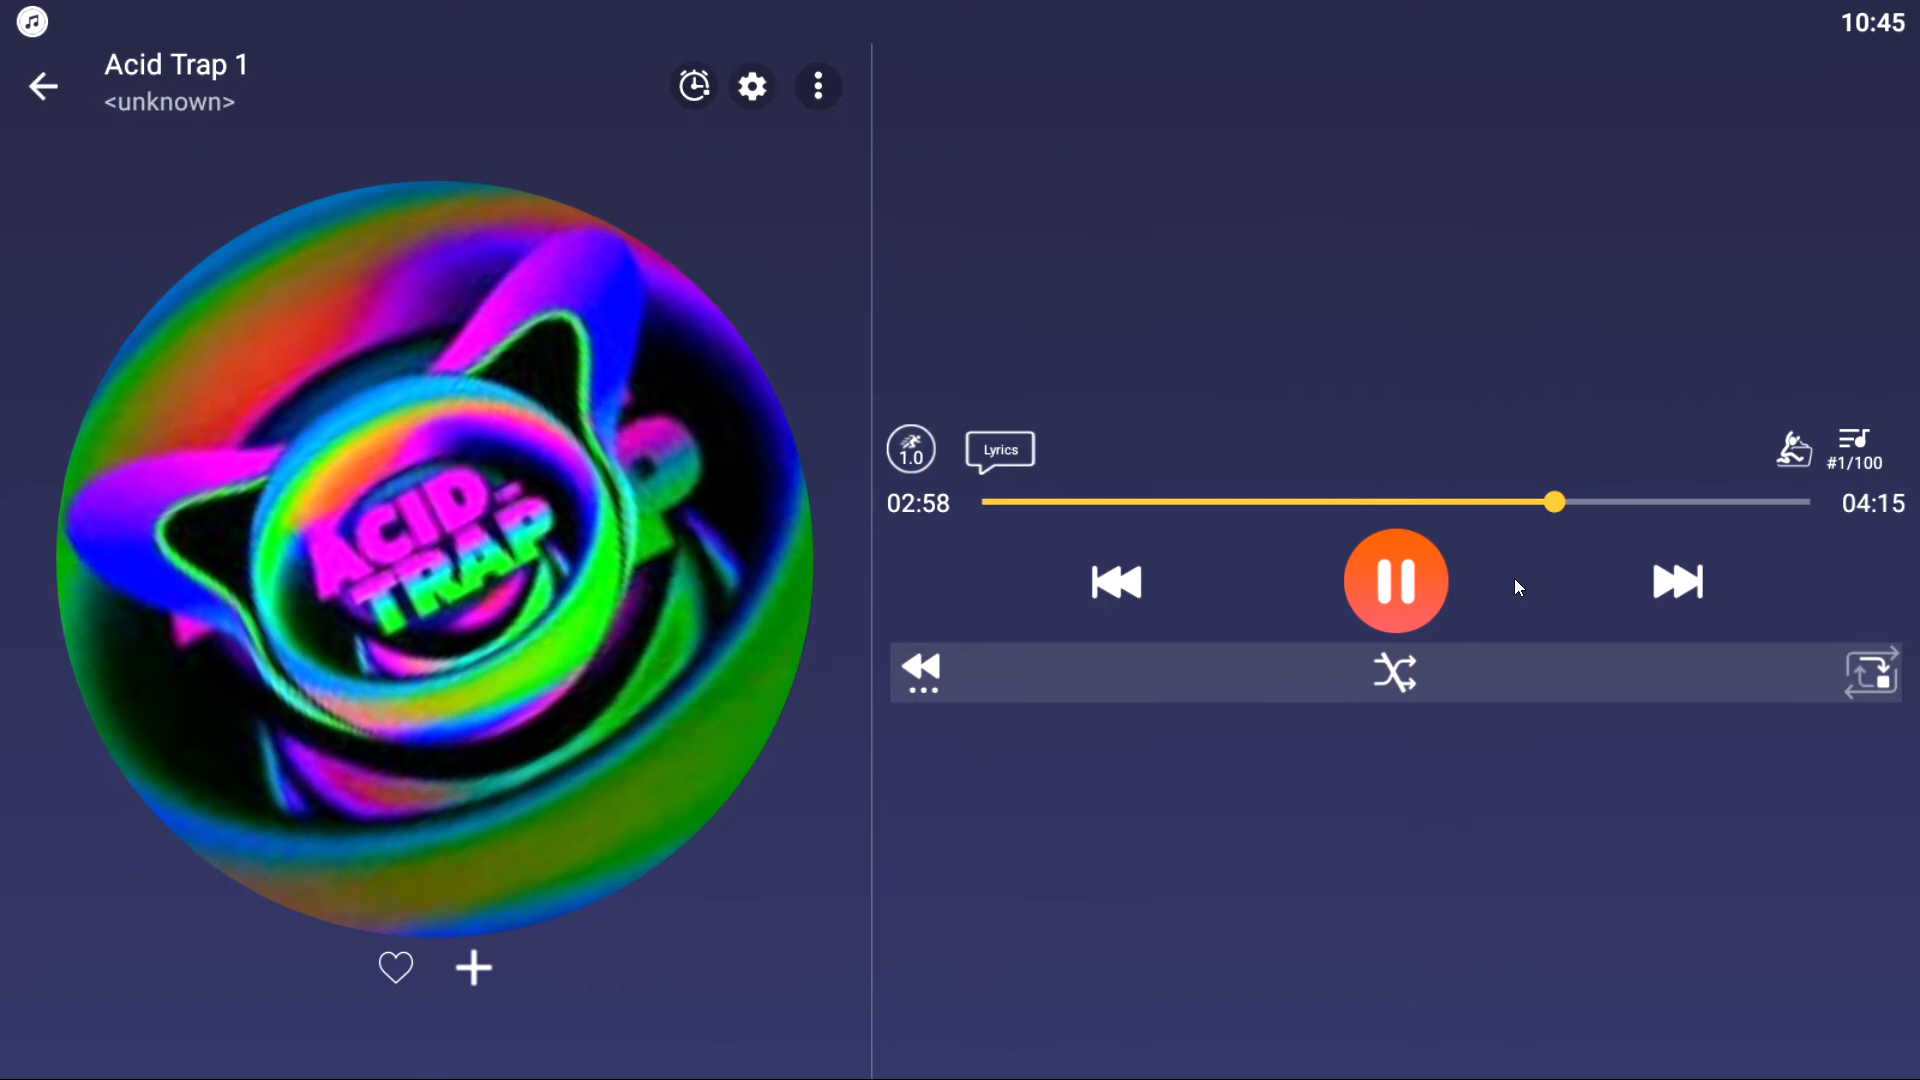 10:45
Acid Trap 1
<unknown>
ACID-
TRAP
1.0
Lyrics
#1/100
02:58
04:15